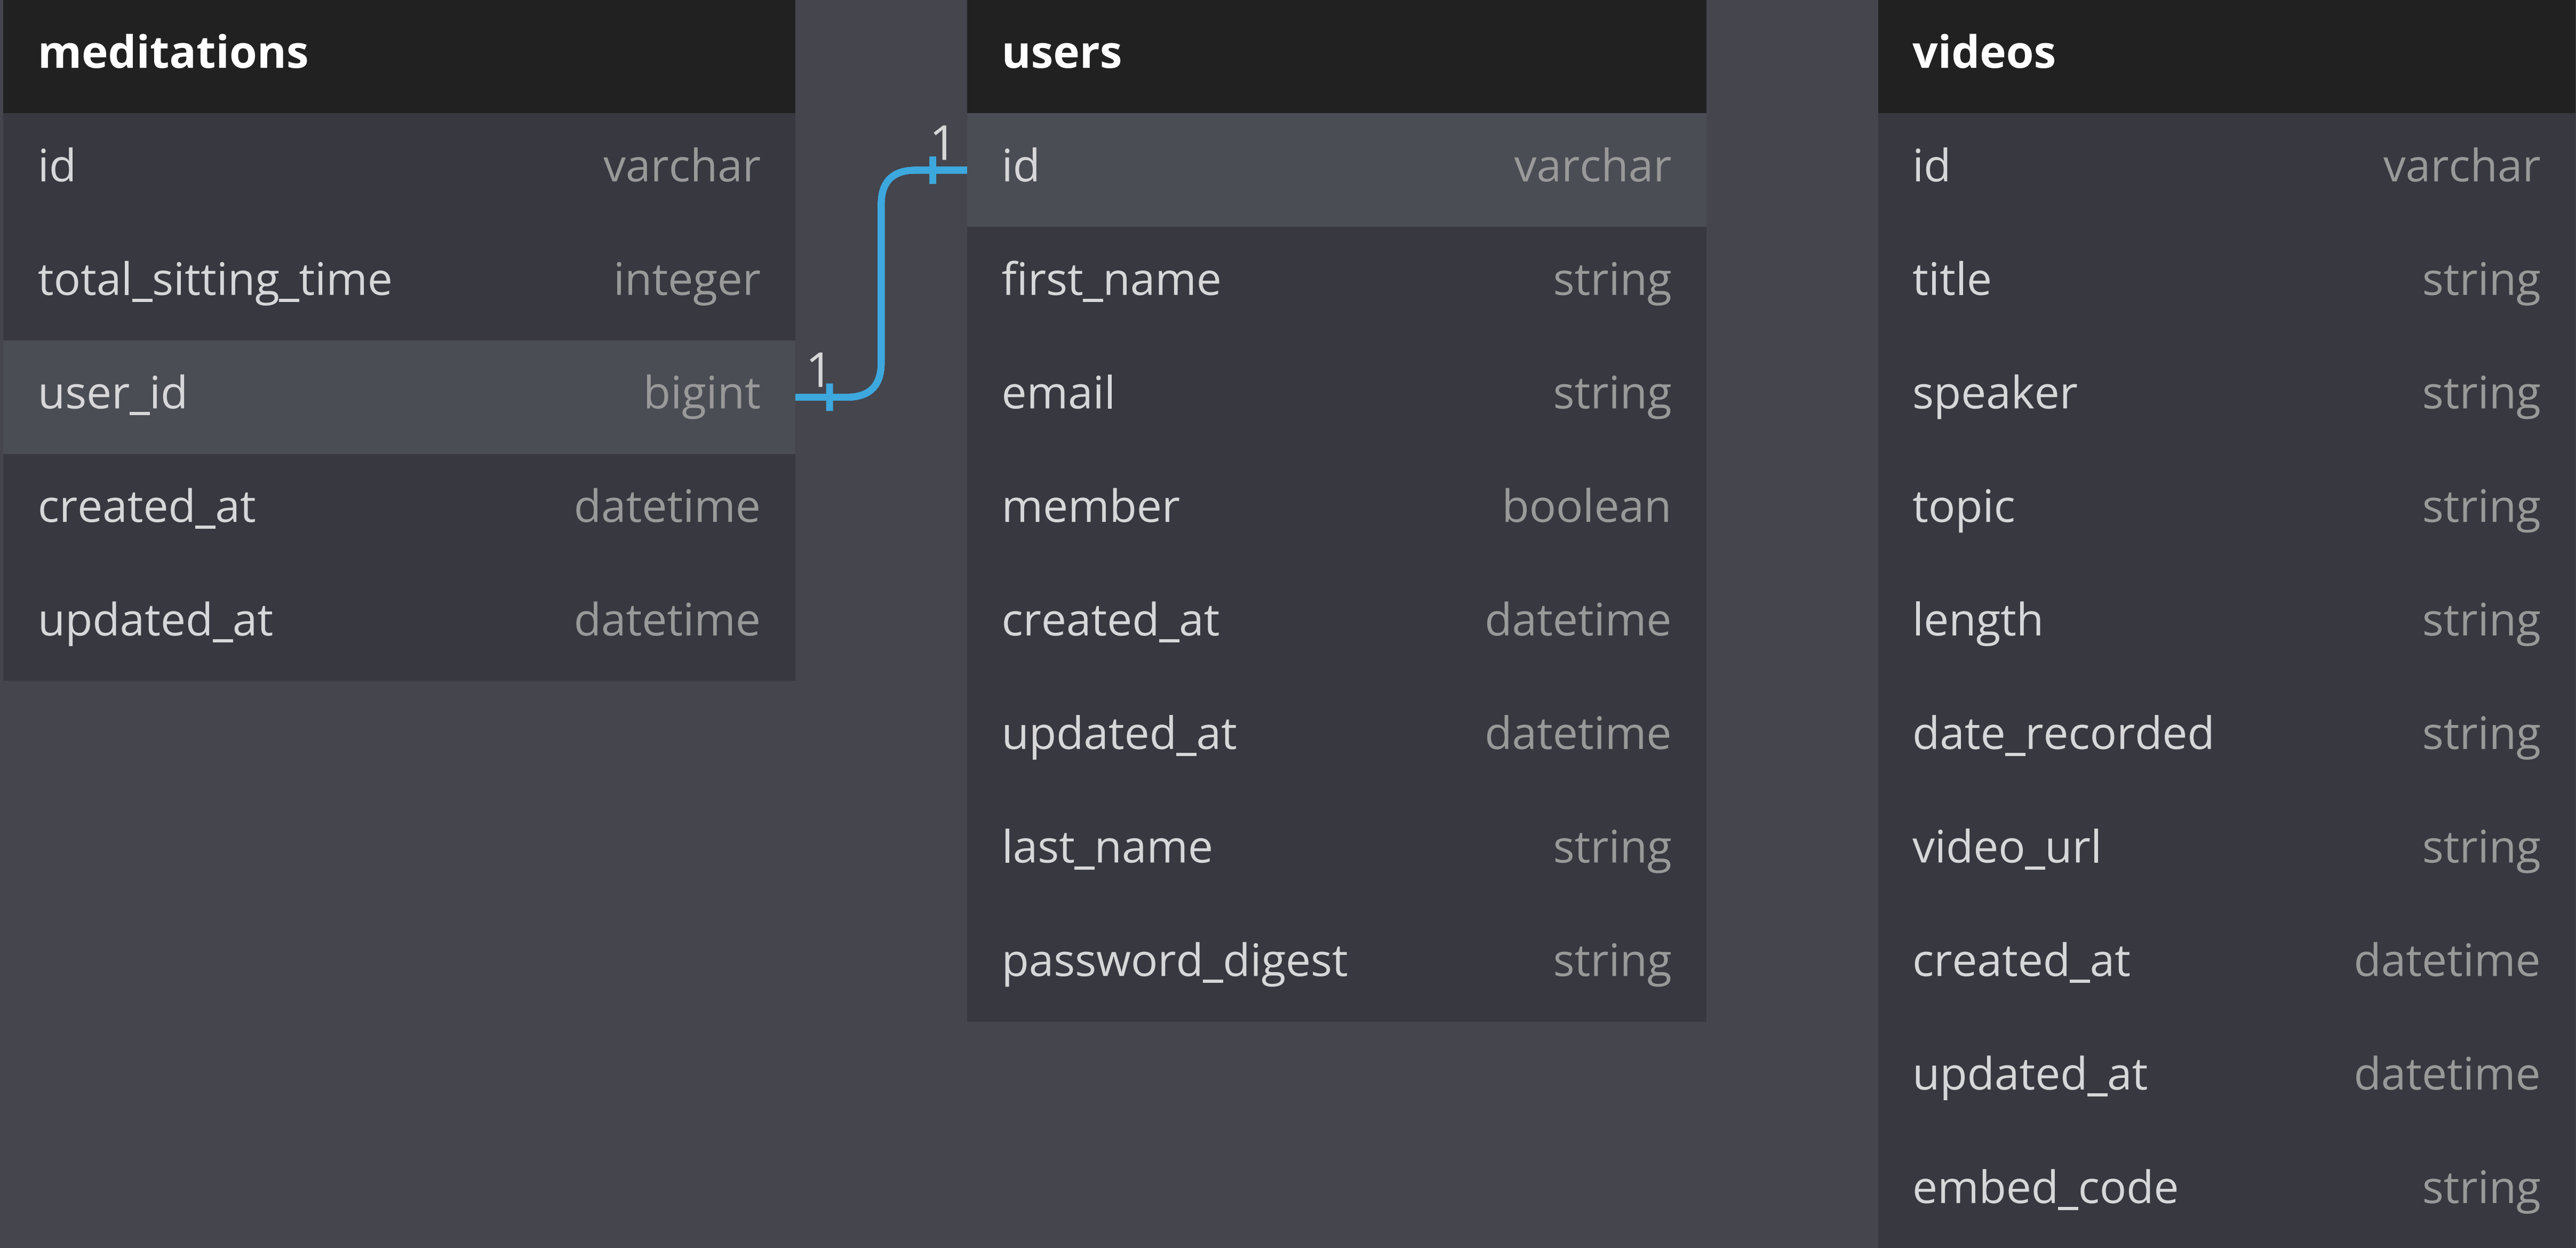 meditations
id varchar
total_sitting_time integer
user_id bigint
created_at datetime
updated_at datetime
1
1
users
id varchar
first_name string
email string
member boolean
created_at datetime
updated_at datetime
last_name string
password_digest string
videos
id varchar
title string
speaker string
topic string
length string
date_recorded string
video_url string
created_at datetime
updated_at datetime
embed_code string